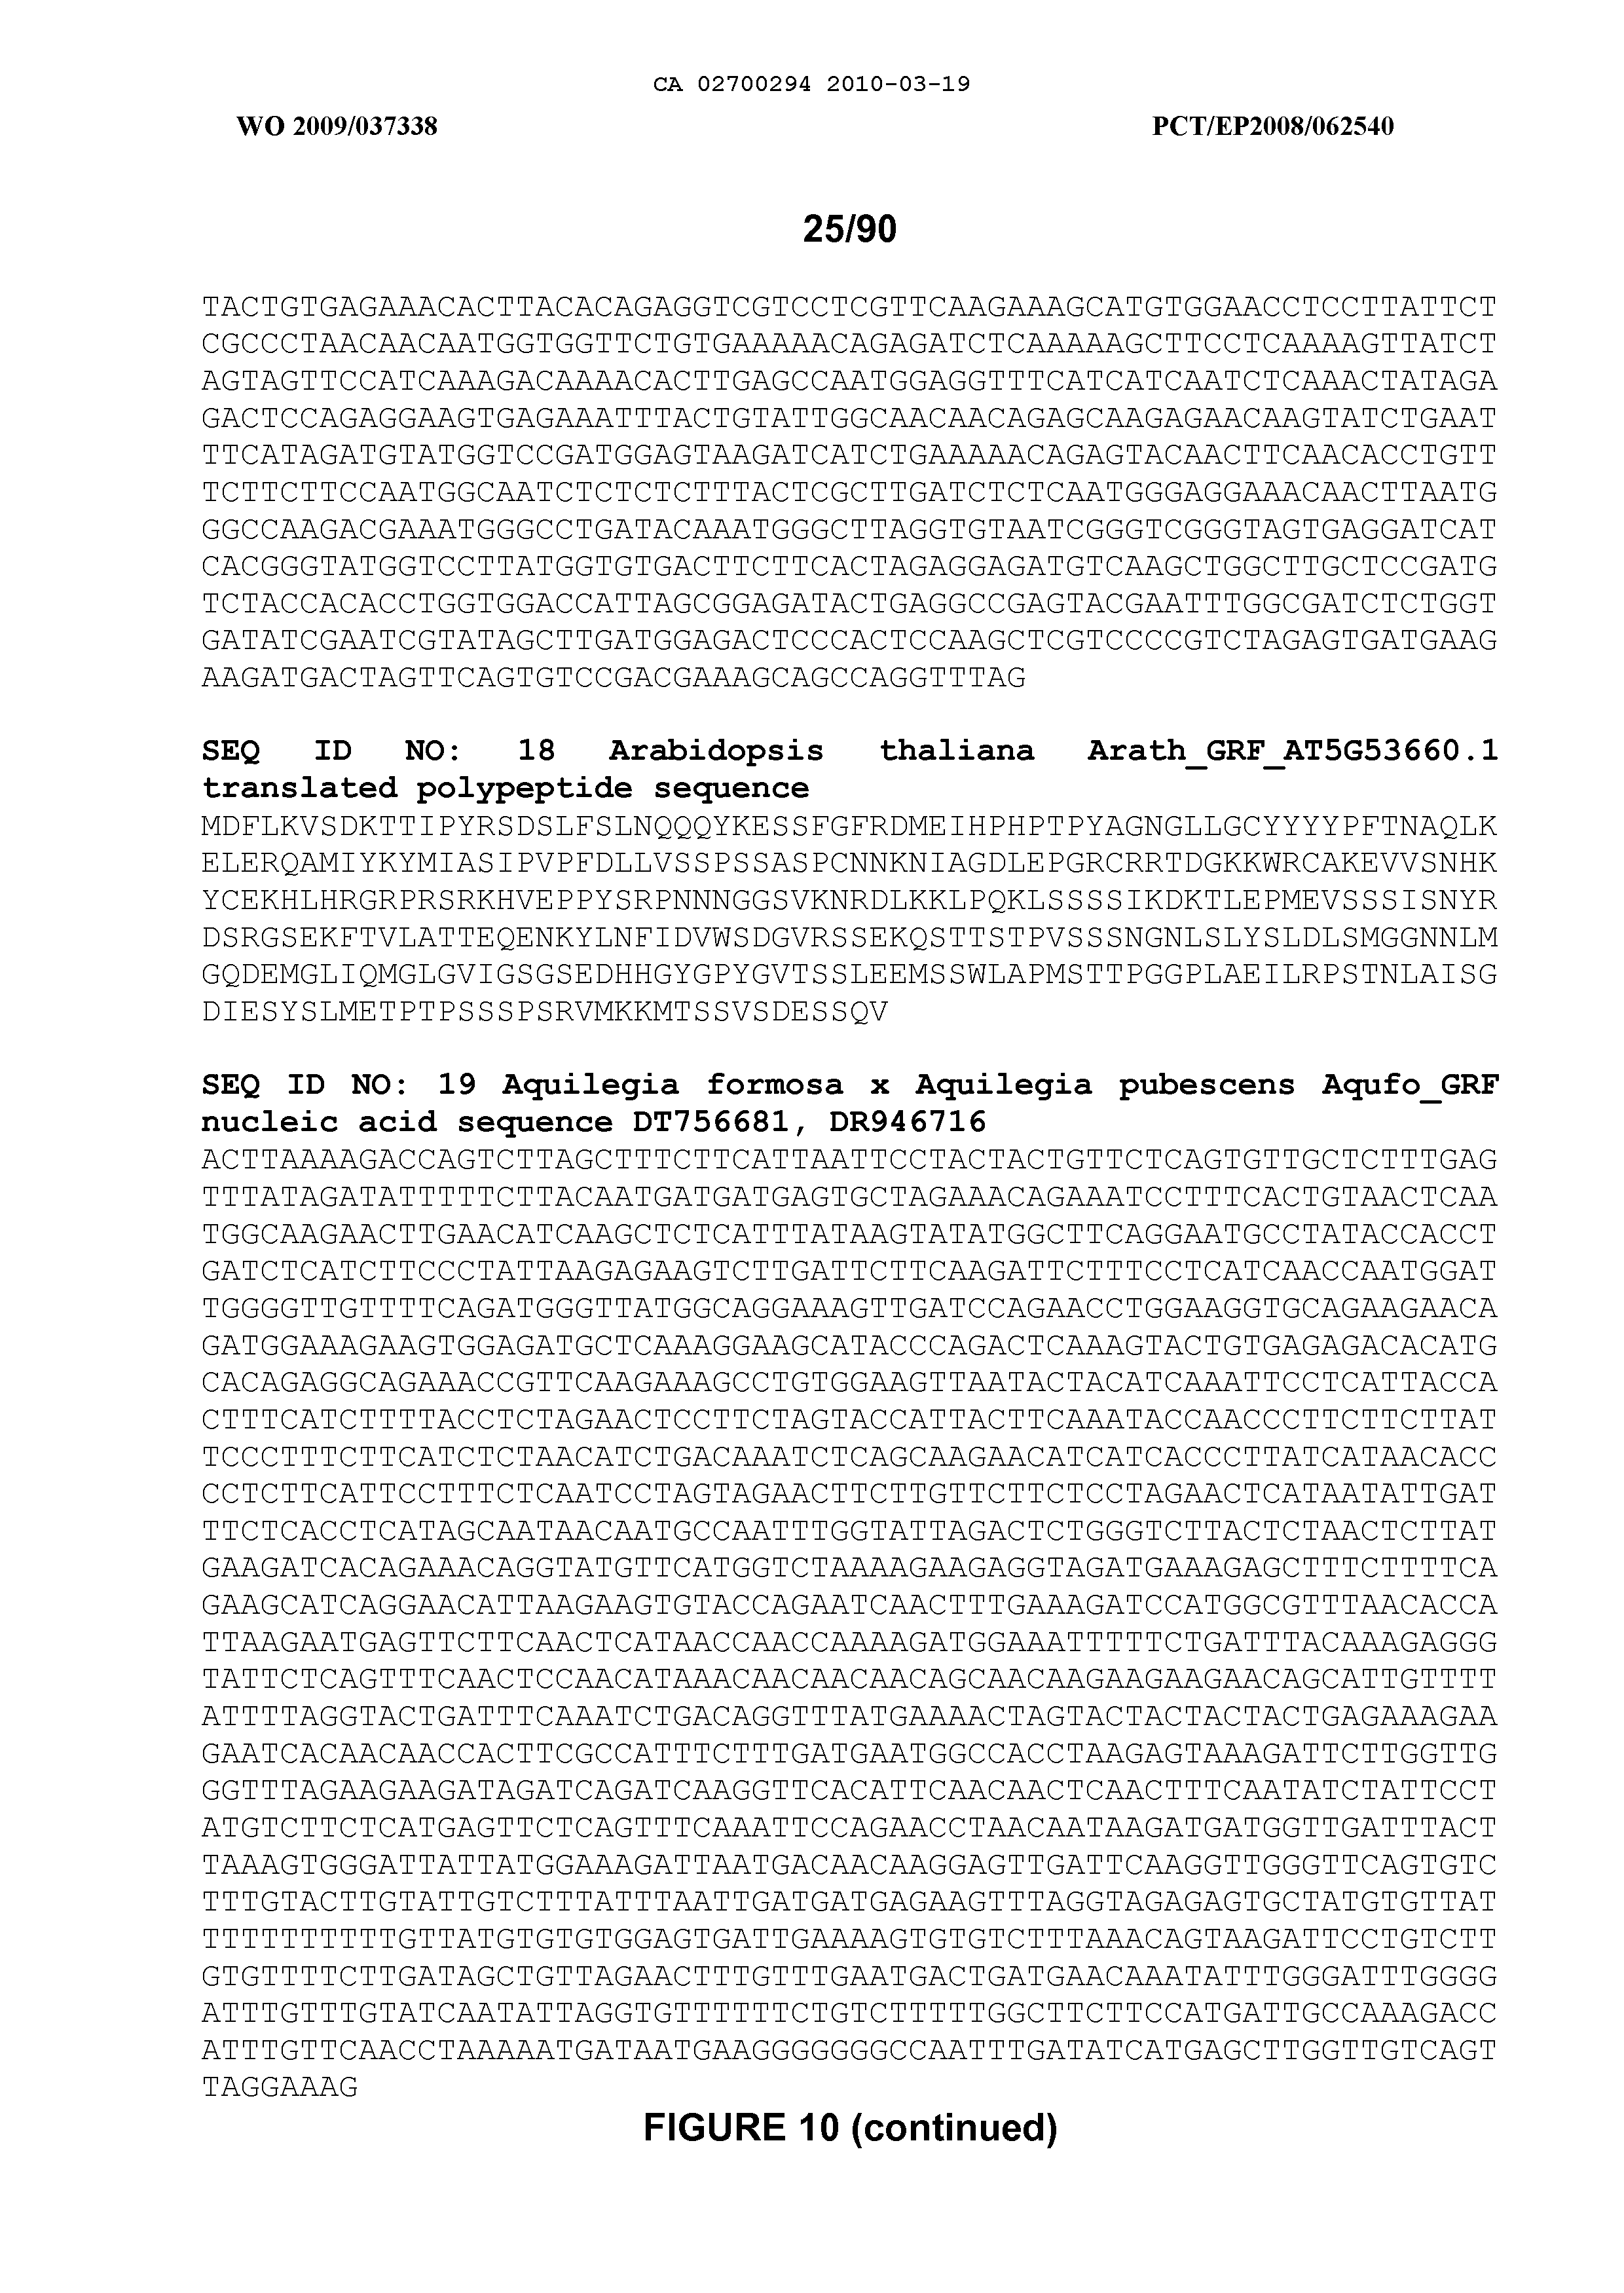 CA 02700294 2010-03-19
WO 2009/037338 PCT/EP2008/062540
25/90
TACTGTGAGAAACACTTACACAGAGGTCGTCCTCGTTCAAGAAAGCATGTGGAACCTCCTTATTCT
CGCCCTAACAACAATGGTGGTTCTGTGAAAAACAGAGATCTCAAAAAGCTTCCTCAAAAGTTATCT
AGTAGTTCCATCAAAGACAAAACACTTGAGCCAATGGAGGTTTCATCATCAATCTCAAACTATAGA
GACTCCAGAGGAAGTGAGAAATTTACTGTATTGGCAACAACAGAGCAAGAGAACAAGTATCTGAAT
TTCATAGATGTATGGTCCGATGGAGTAAGATCATCTGAAAAACAGAGTACAACTTCAACACCTGTT
TCTTCTTCCAATGGCAATCTCTCTCTTTACTCGCTTGATCTCTCAATGGGAGGAAACAACTTAATG
GGCCAAGACGAAATGGGCCTGATACAAATGGGCTTAGGTGTAATCGGGTCGGGTAGTGAGGATCAT
CACGGGTATGGTCCTTATGGTGTGACTTCTTCACTAGAGGAGATGTCAAGCTGGCTTGCTCCGATG
TCTACCACACCTGGTGGACCATTAGCGGAGATACTGAGGCCGAGTACGAATTTGGCGATCTCTGGT
GATATCGAATCGTATAGCTTGATGGAGACTCCCACTCCAAGCTCGTCCCCGTCTAGAGTGATGAAG
AAGATGACTAGTTCAGTGTCCGACGAAAGCAGCCAGGTTTAG
SEQ ID NO: 18 Arabidopsis thaliana Arath_GRF_AT5G53660.1
translated polypeptide sequence
MDFLKVSDKTTIPYRSDSLFSLNQQQYKESSFGFRDMEIHPHPTPYAGNGLLGCYYYYPFTNAQLK
ELERQAMIYKYMIASIPVPFDLLVSSPSSASPCNNKNIAGDLEPGRCRRTDGKKWRCAKEVVSNHK
YCEKHLHRGRPRSRKHVEPPYSRPNNNGGSVKNRDLKKLPQKLSSSSIKDKTLEPMEVSSSISNYR
DSRGSEKFTVLATTEQENKYLNFIDVWSDGVRSSEKQSTTSTPVSSSNGNLSLYSLDLSMGGNNLM
GQDEMGLIQMGLGVIGSGSEDHHGYGPYGVTSSLEEMSSWLAPMSTTPGGPLAEILRPSTNLAISG
DIESYSLMETPTPSSSPSRVMKKMTSSVSDESSQV
SEQ ID NO: 19 Aquilegia formosa x Aquilegia pubescens Aqufo_GRF
nucleic acid sequence DT756681, DR946716
ACTTAAAAGACCAGTCTTAGCTTTCTTCATTAATTCCTACTACTGTTCTCAGTGTTGCTCTTTGAG
TTTATAGATATTTTTCTTACAATGATGATGAGTGCTAGAAACAGAAATCCTTTCACTGTAACTCAA
TGGCAAGAACTTGAACATCAAGCTCTCATTTATAAGTATATGGCTTCAGGAATGCCTATACCACCT
GATCTCATCTTCCCTATTAAGAGAAGTCTTGATTCTTCAAGATTCTTTCCTCATCAACCAATGGAT
TGGGGTTGTTTTCAGATGGGTTATGGCAGGAAAGTTGATCCAGAACCTGGAAGGTGCAGAAGAACA
GATGGAAAGAAGTGGAGATGCTCAAAGGAAGCATACCCAGACTCAAAGTACTGTGAGAGACACATG
CACAGAGGCAGAAACCGTTCAAGAAAGCCTGTGGAAGTTAATACTACATCAAATTCCTCATTACCA
CTTTCATCTTTTACCTCTAGAACTCCTTCTAGTACCATTACTTCAAATACCAACCCTTCTTCTTAT
TCCCTTTCTTCATCTCTAACATCTGACAAATCTCAGCAAGAACATCATCACCCTTATCATAACACC
CCTCTTCATTCCTTTCTCAATCCTAGTAGAACTTCTTGTTCTTCTCCTAGAACTCATAATATTGAT
TTCTCACCTCATAGCAATAACAATGCCAATTTGGTATTAGACTCTGGGTCTTACTCTAACTCTTAT
GAAGATCACAGAAACAGGTATGTTCATGGTCTAAAAGAAGAGGTAGATGAAAGAGCTTTCTTTTCA
GAAGCATCAGGAACATTAAGAAGTGTACCAGAATCAACTTTGAAAGATCCATGGCGTTTAACACCA
TTAAGAATGAGTTCTTCAACTCATAACCAACCAAAAGATGGAAATTTTTCTGATTTACAAAGAGGG
TATTCTCAGTTTCAACTCCAACATAAACAACAACAACAGCAACAAGAAGAAGAACAGCATTGTTTT
ATTTTAGGTACTGATTTCAAATCTGACAGGTTTATGAAAACTAGTACTACTACTACTGAGAAAGAA
GAATCACAACAACCACTTCGCCATTTCTTTGATGAATGGCCACCTAAGAGTAAAGATTCTTGGTTG
GGTTTAGAAGAAGATAGATCAGATCAAGGTTCACATTCAACAACTCAACTTTCAATATCTATTCCT
ATGTCTTCTCATGAGTTCTCAGTTTCAAATTCCAGAACCTAACAATAAGATGATGGTTGATTTACT
TAAAGTGGGATTATTATGGAAAGATTAATGACAACAAGGAGTTGATTCAAGGTTGGGTTCAGTGTC
TTTGTACTTGTATTGTCTTTATTTAATTGATGATGAGAAGTTTAGGTAGAGAGTGCTATGTGTTAT
TTTTTTTTTTGTTATGTGTGTGGAGTGATTGAAAAGTGTGTCTTTAAACAGTAAGATTCCTGTCTT
GTGTTTTCTTGATAGCTGTTAGAACTTTGTTTGAATGACTGATGAACAAATATTTGGGATTTGGGG
ATTTGTTTGTATCAATATTAGGTGTTTTTTCTGTCTTTTTGGCTTCTTCCATGATTGCCAAAGACC
ATTTGTTCAACCTAAAAATGATAATGAAGGGGGGGCCAATTTGATATCATGAGCTTGGTTGTCAGT
TAGGAAAG
FIGURE 10 (continued)